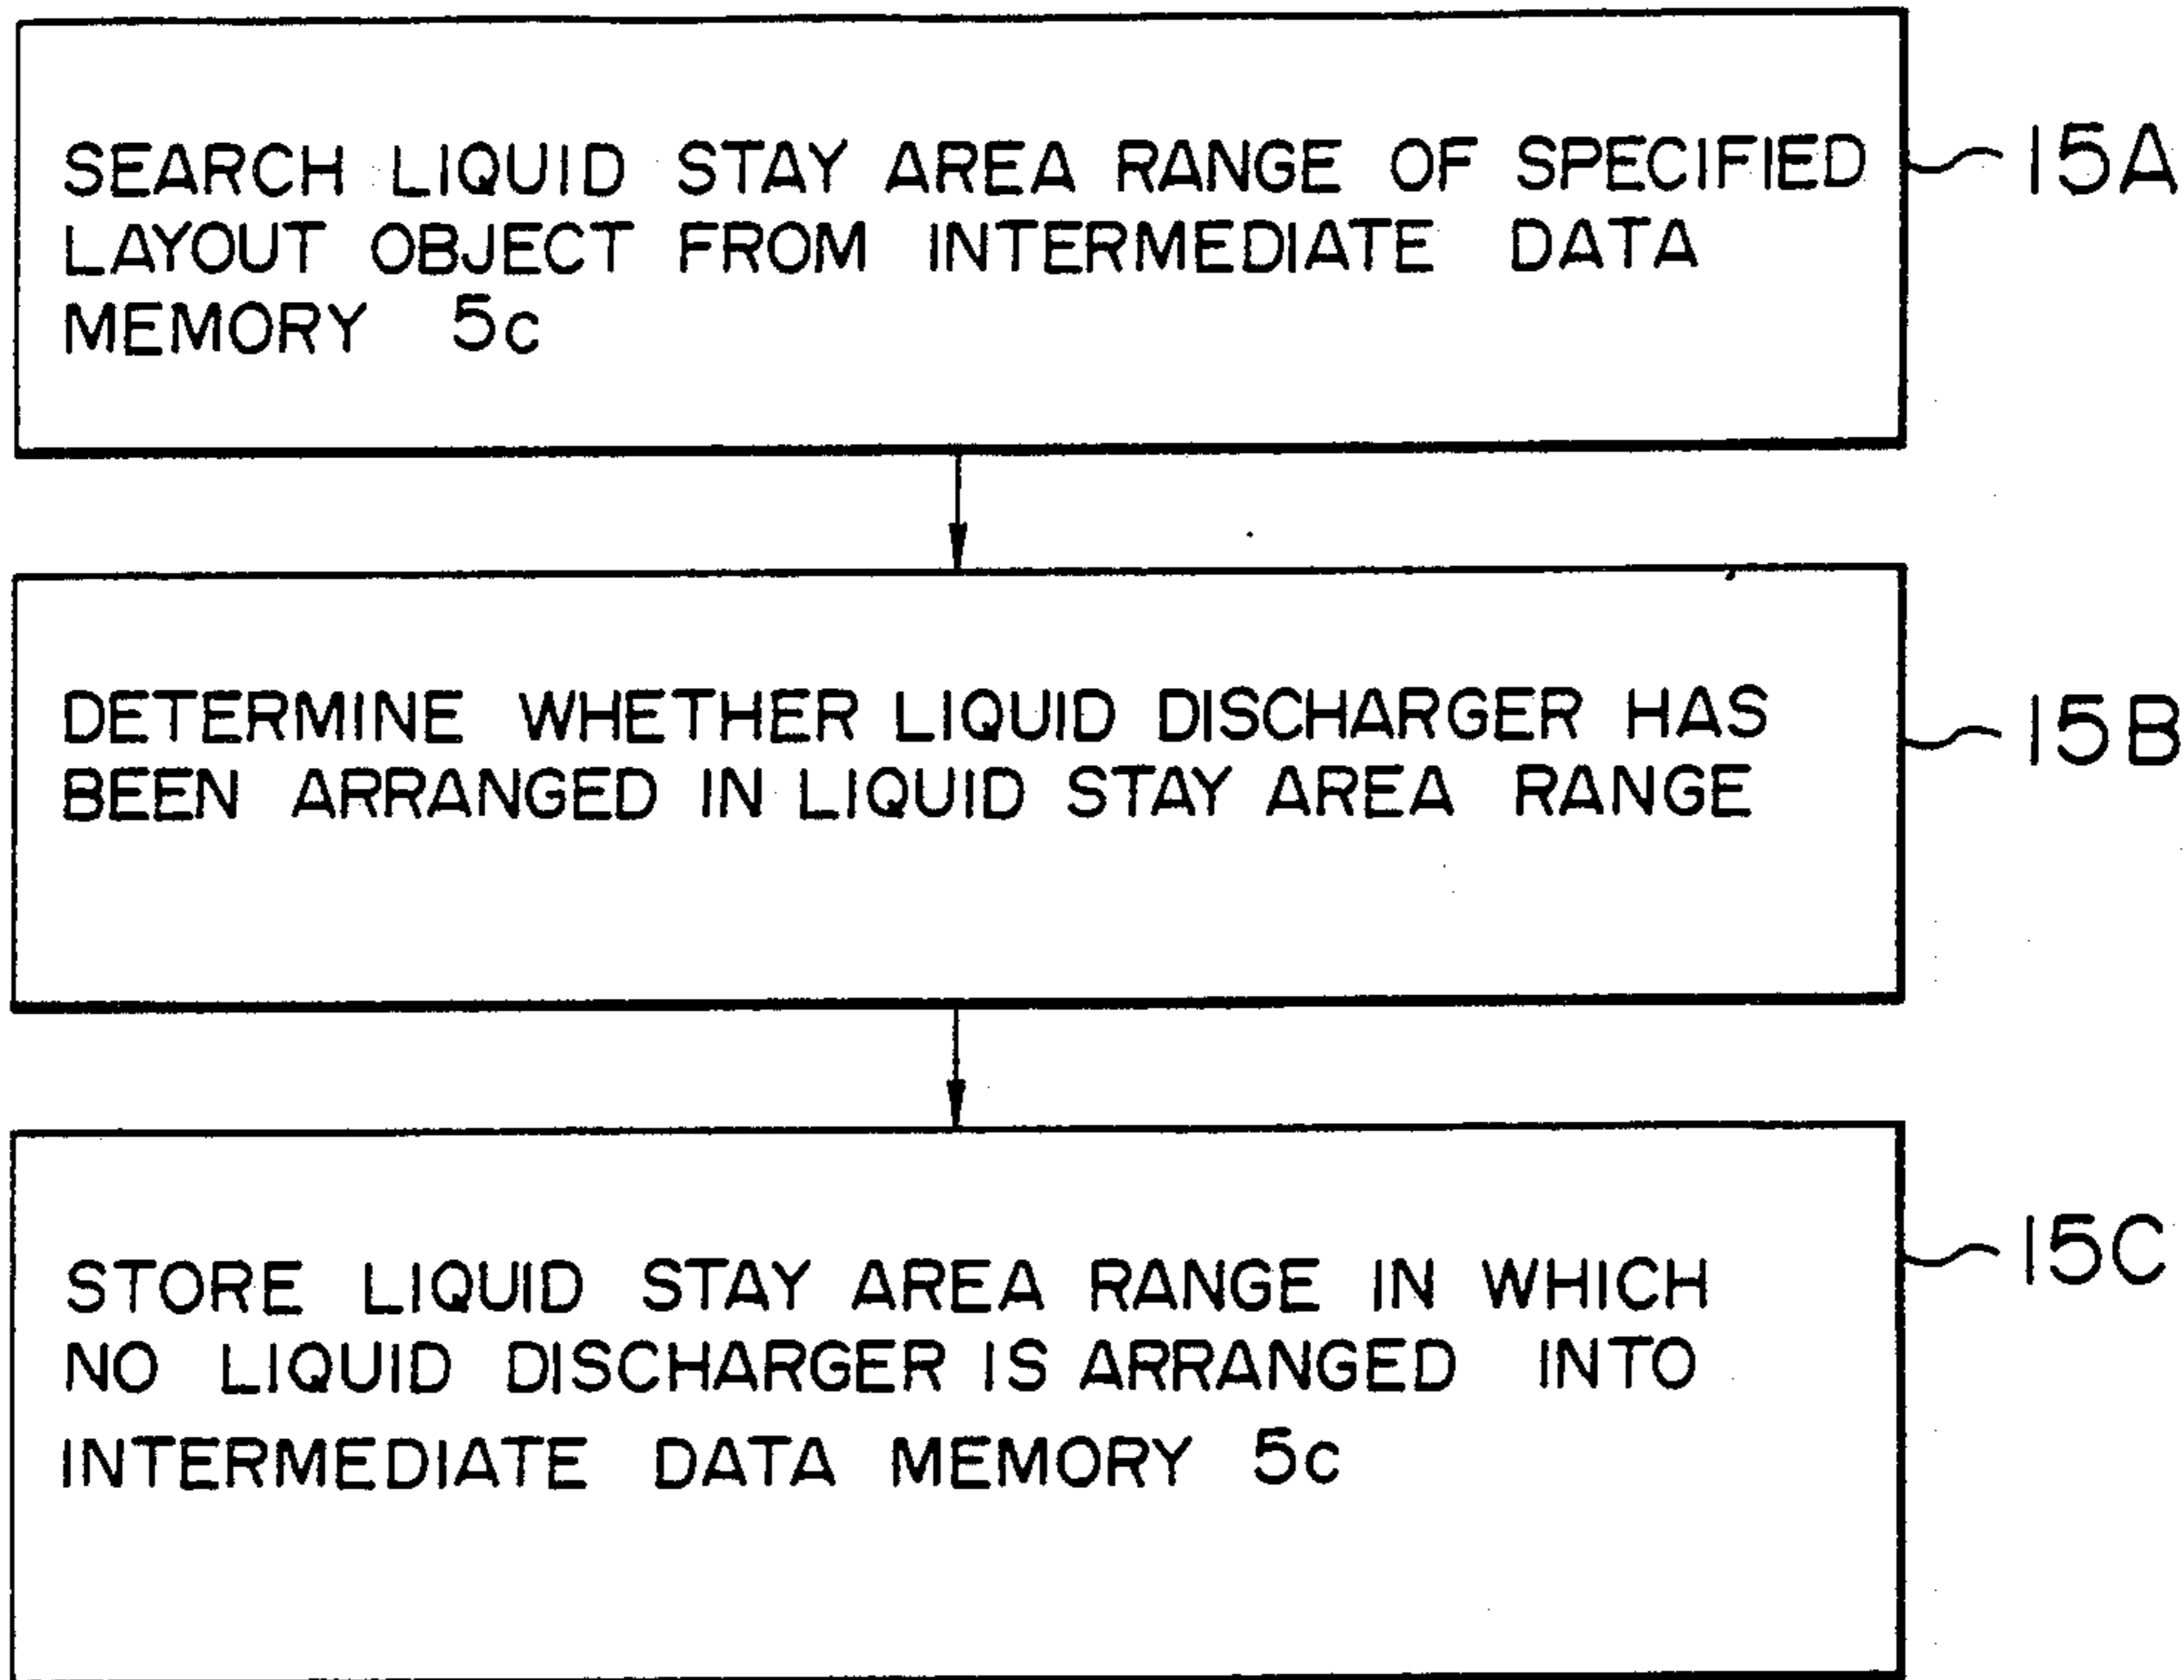 SEARCH LIQUID STAY AREA RANGE OF SPECIFIED
LAYOUT OBJECT FROM INTERMEDIATE DATA
MEMORY 5c
15A
DETERMINE WHETHER LIQUID DISCHARGER HAS
BEEN ARRANGED IN LIQUID STAY AREA RANGE
15B
STORE LIQUID STAY AREA RANGE IN WHICH
NO LIQUID DISCHARGER IS ARRANGED INTO
INTERMEDIATE DATA MEMORY 5c
15C